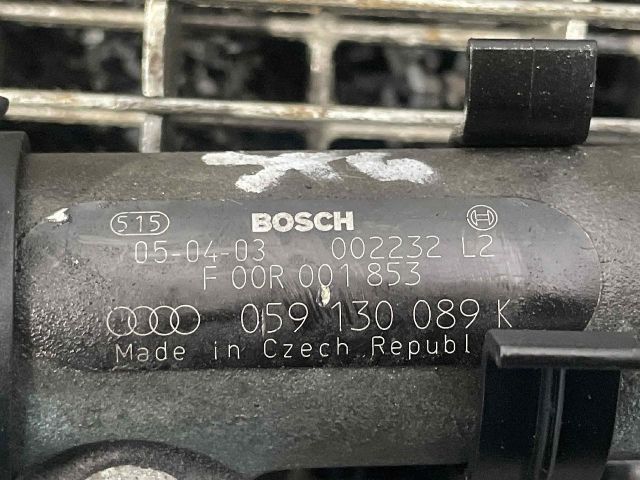 515 BOSCH
05-04-03 002232 L2
F 00R 001 853
059 130 089 K
Made in Czech Republ